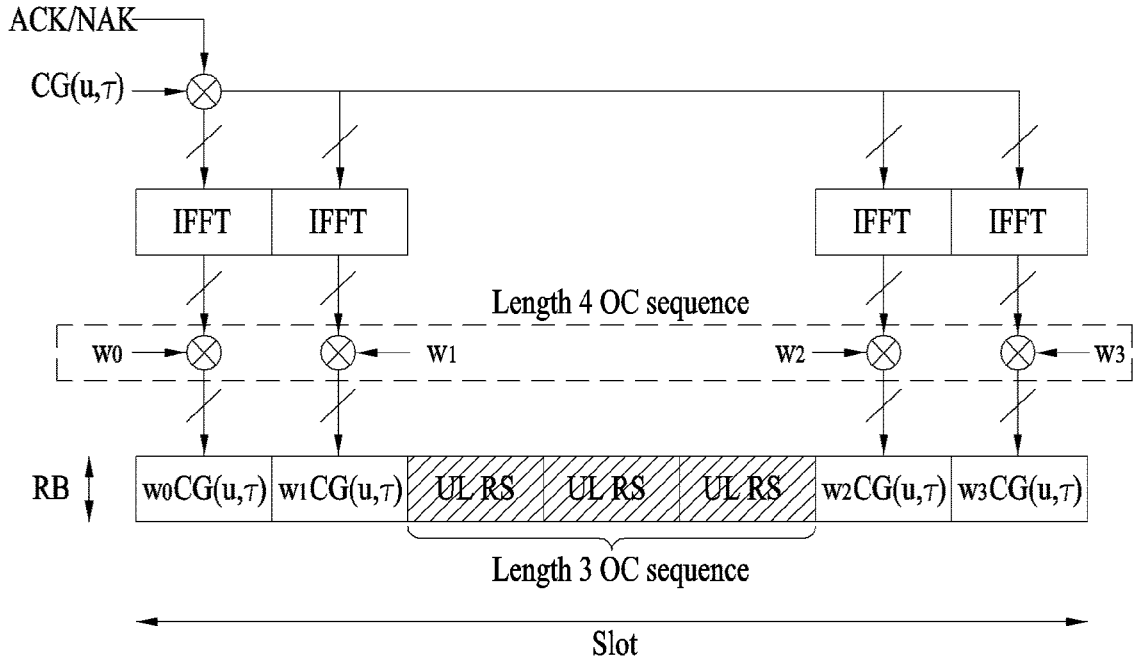 ACK/NAK
CG(u,τ)
IFFT IFFT IFFT IFFT
Length 4 OC sequence
w0 w1 w2 w3
RB w0CG(u,τ) w1CG(u,τ) UL RS UL RS UL RS w2CG(u,τ) w3CG(u,τ)
Length 3 OC sequence
Slot